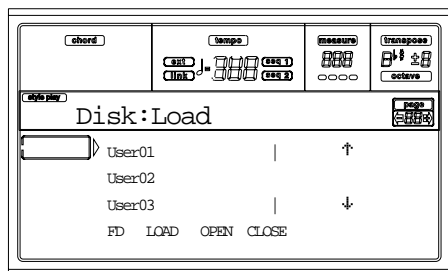 chord tempo measure transpose
ext seq 1
link seq 2
octave
style play page
Disk:Load
User01
User02
User03
FD LOAD OPEN CLOSE